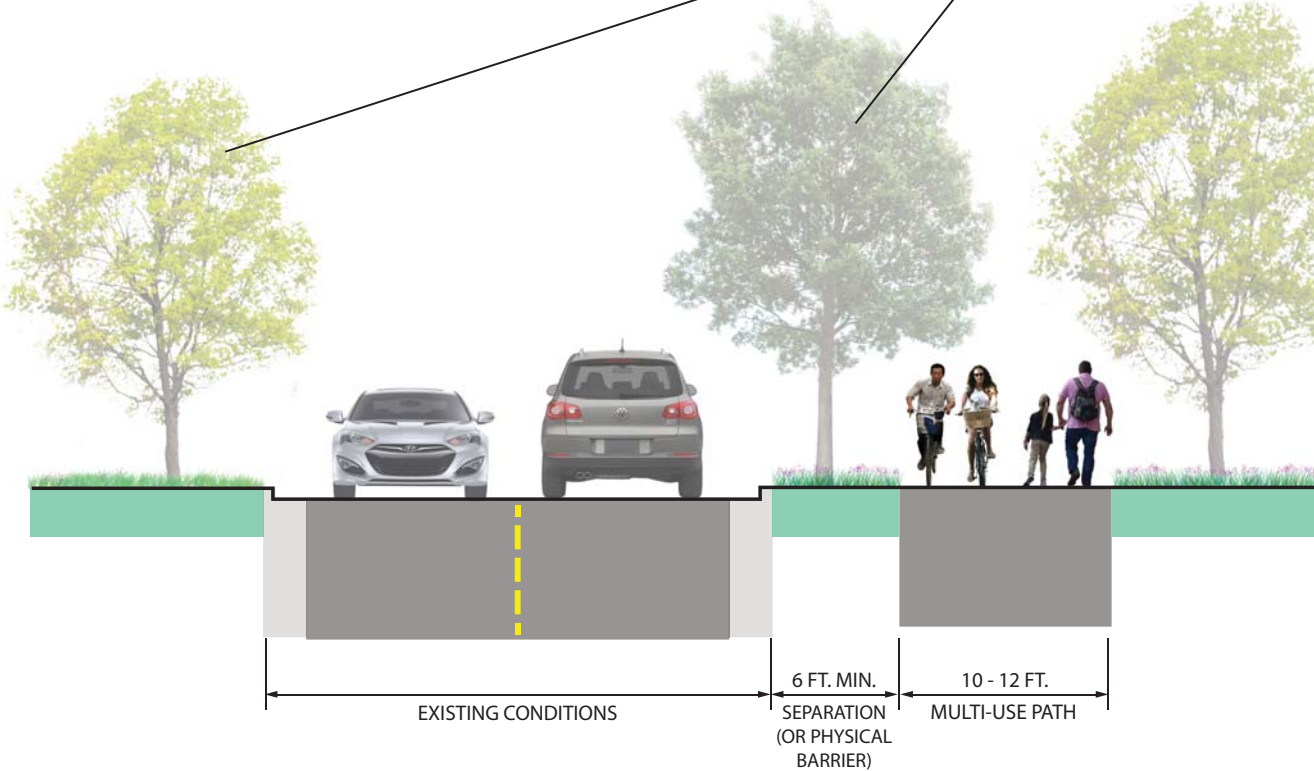 6 FT. MIN.
10 - 12 FT.
EXISTING CONDITIONS
SEPARATION
(OR PHYSICAL
BARRIER)
MULTI-USE PATH